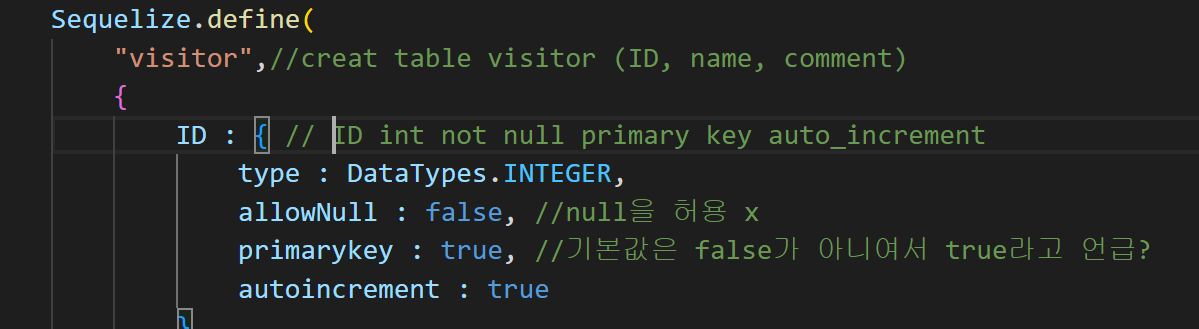 Sequelize.define(
"visitor",//creat table visitor (ID, name, comment)
{
ID : { // ID int not null primary key auto_increment
type : DataTypes.INTEGER,
allowNull : false, //null을 허용 x
primarykey : true, //기본값은 false가 아니여서 true라고 언급?
autoincrement : true
}